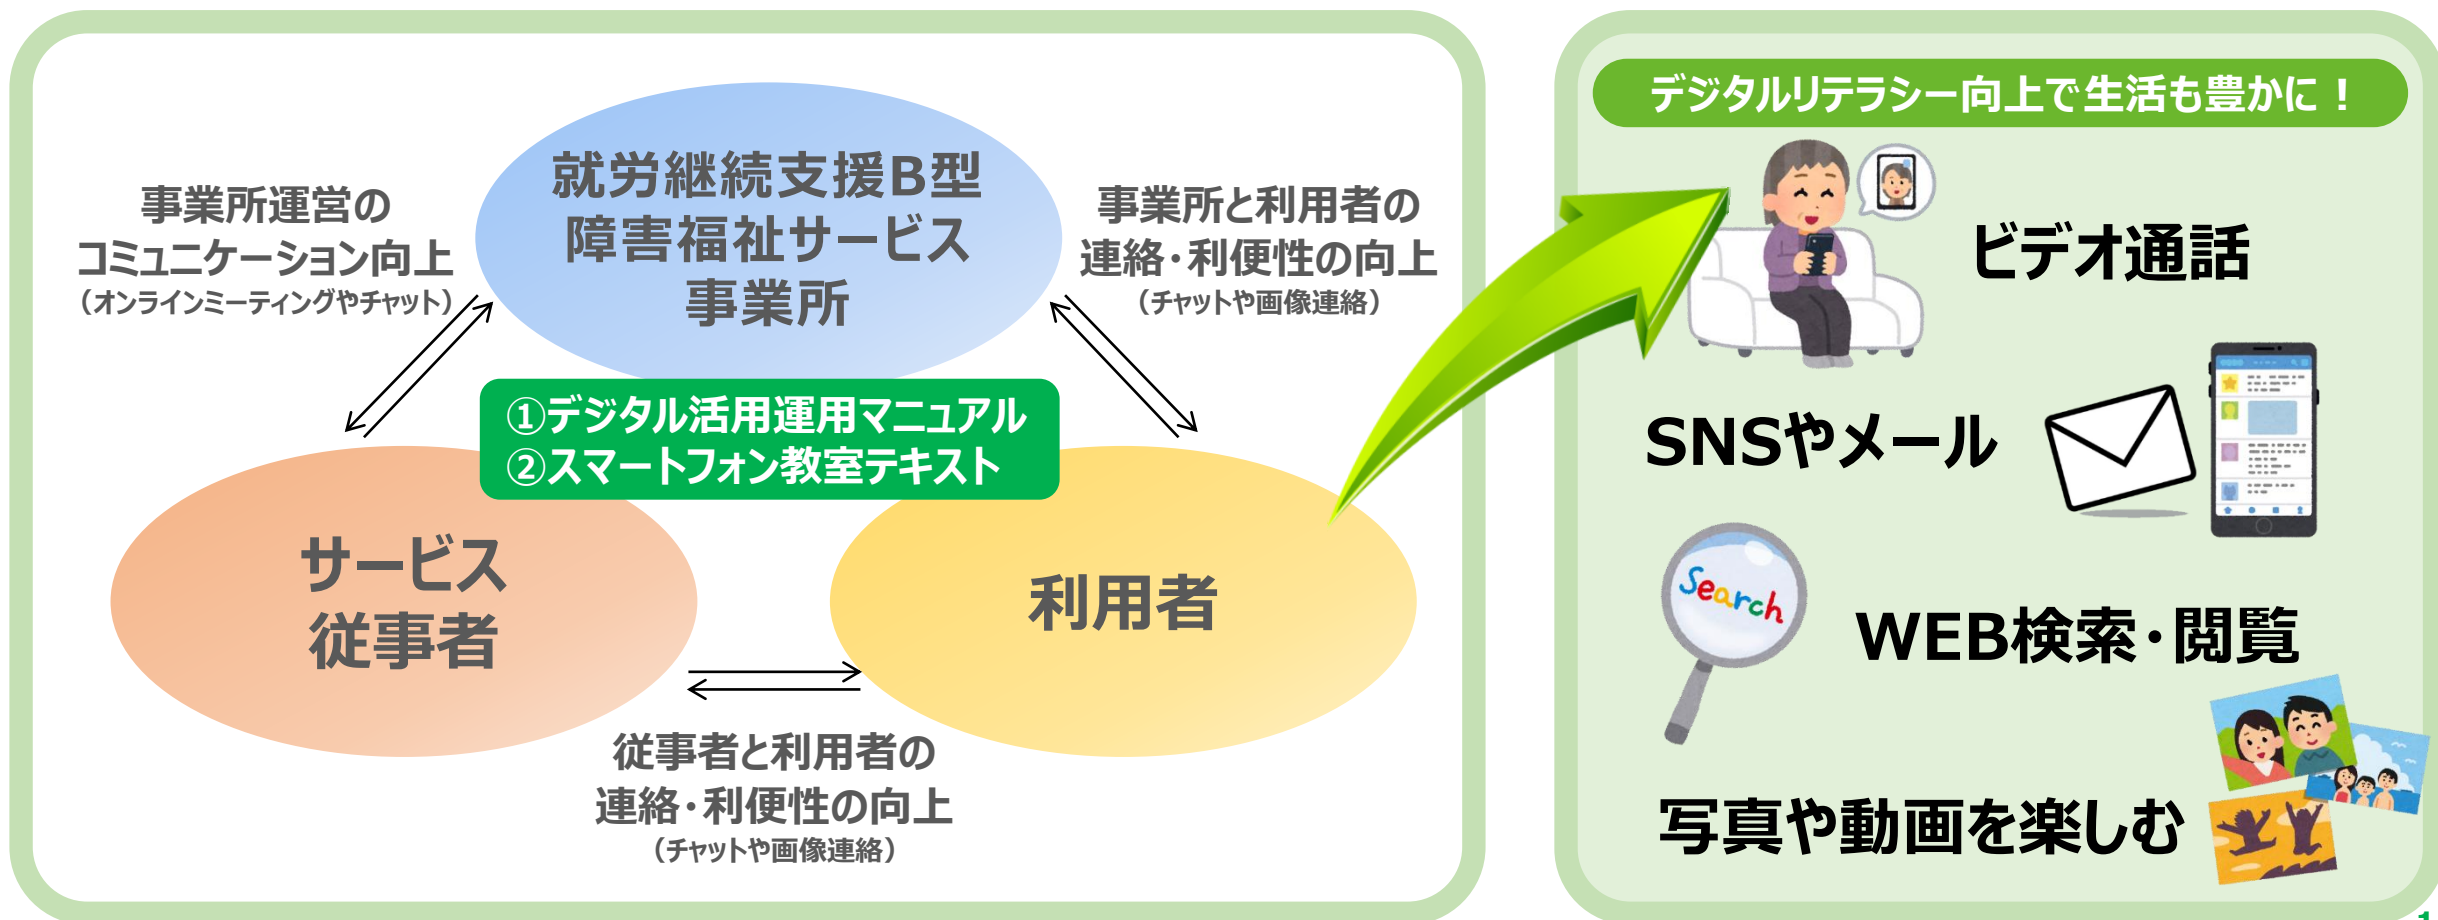 就労継続支援B型
障害福祉サービス
事業所
事業所運営の
コミュニケーション向上
（オンラインミーティングやチャット）
事業所と利用者の
連絡・利便性の向上
（チャットや画像連絡）
①デジタル活用運用マニュアル
②スマートフォン教室テキスト
サービス
従事者
利用者
従事者と利用者の
連絡・利便性の向上
（チャットや画像連絡）
デジタルリテラシー向上で生活も豊かに！
ビデオ通話
SNSやメール
Search
WEB検索・閲覧
写真や動画を楽しむ